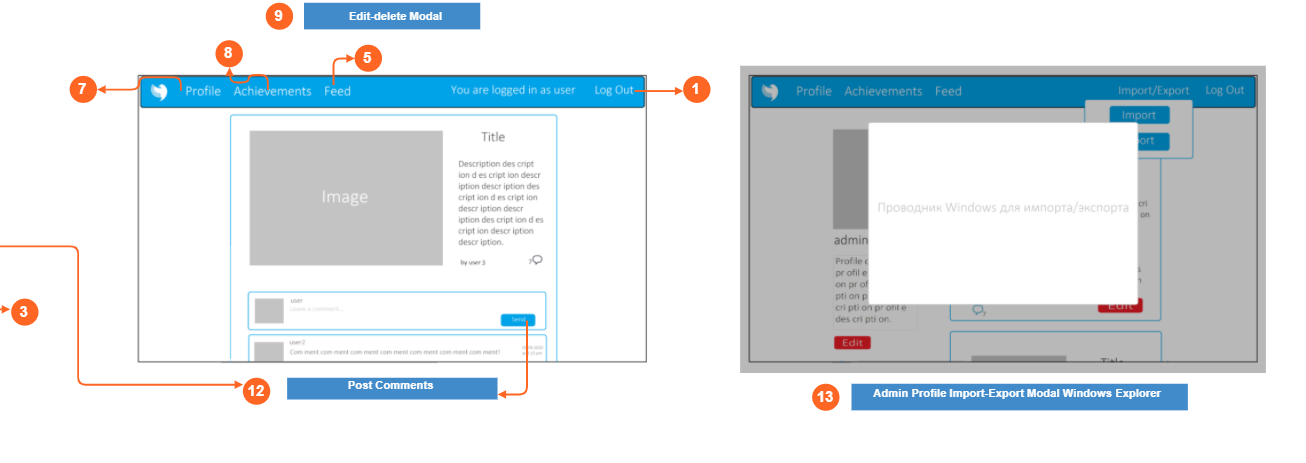 9
Edit-delete Modal
8
5
7
1
Profile Achievements Feed
You are logged in as user Log Out
Image
Title
Description des cript
ion d es cript ion descr
iption descr iption des
cript ion d es cript ion
descr iption descr
iption des cript ion d es
cript ion descr iption
descr iption.
by user 3
7
user
Leave a comment...
Send
user2
Com ment com ment com ment com ment com ment com ment com ment!
3
12
Post Comments
Profile Achievements Feed
Import/Export Log Out
Import
ort
Проводник Windows для импорта/экспорта
cri
on
admin
Profile
pr ofil e
on pr of
pti on p
cri pti on pr ofil e
des cri pti on.
Edit
Edit
Title
13
Admin Profile Import-Export Modal Windows Explorer